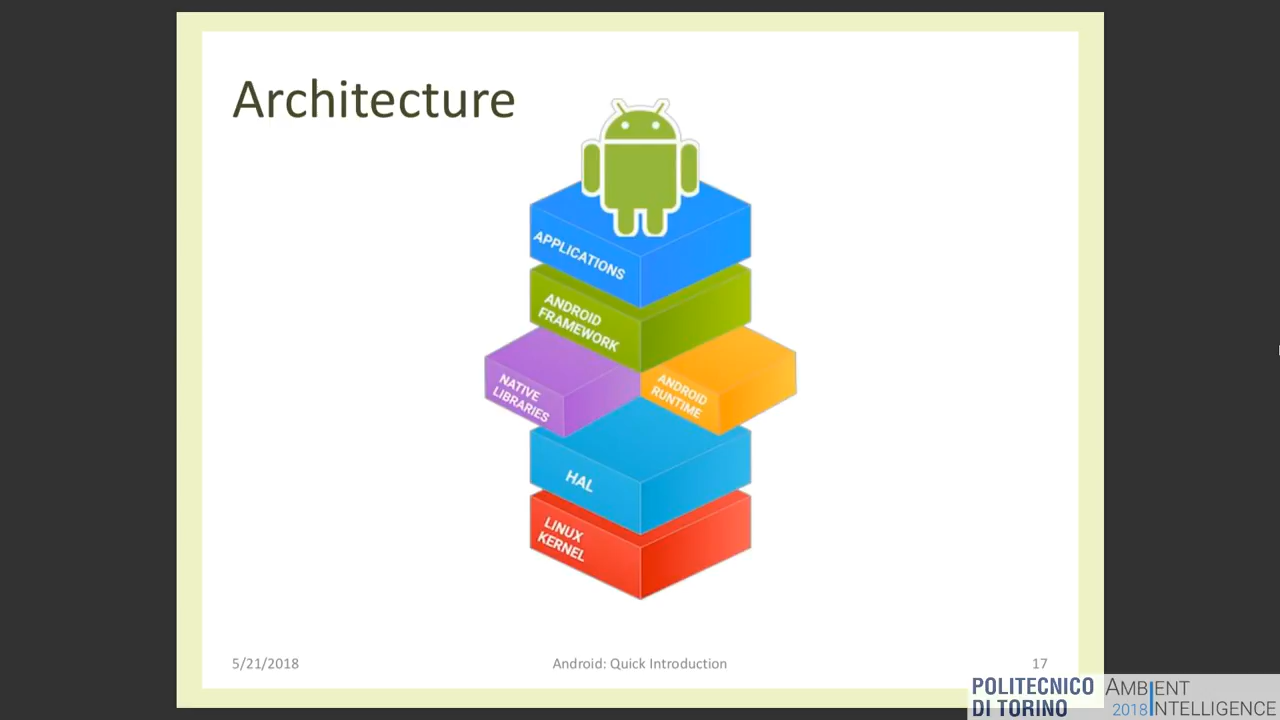 Architecture
APPLICATIONS
ANDROID
FRAMEWORK
NATIVE
LIBRARIES
ANDROID
RUNTIME
HAL
LINUX
KERNEL
5/21/2018
Android: Quick Introduction
17
POLITECNICO
DI TORINO
AMBIENT
2018 INTELLIGENCE